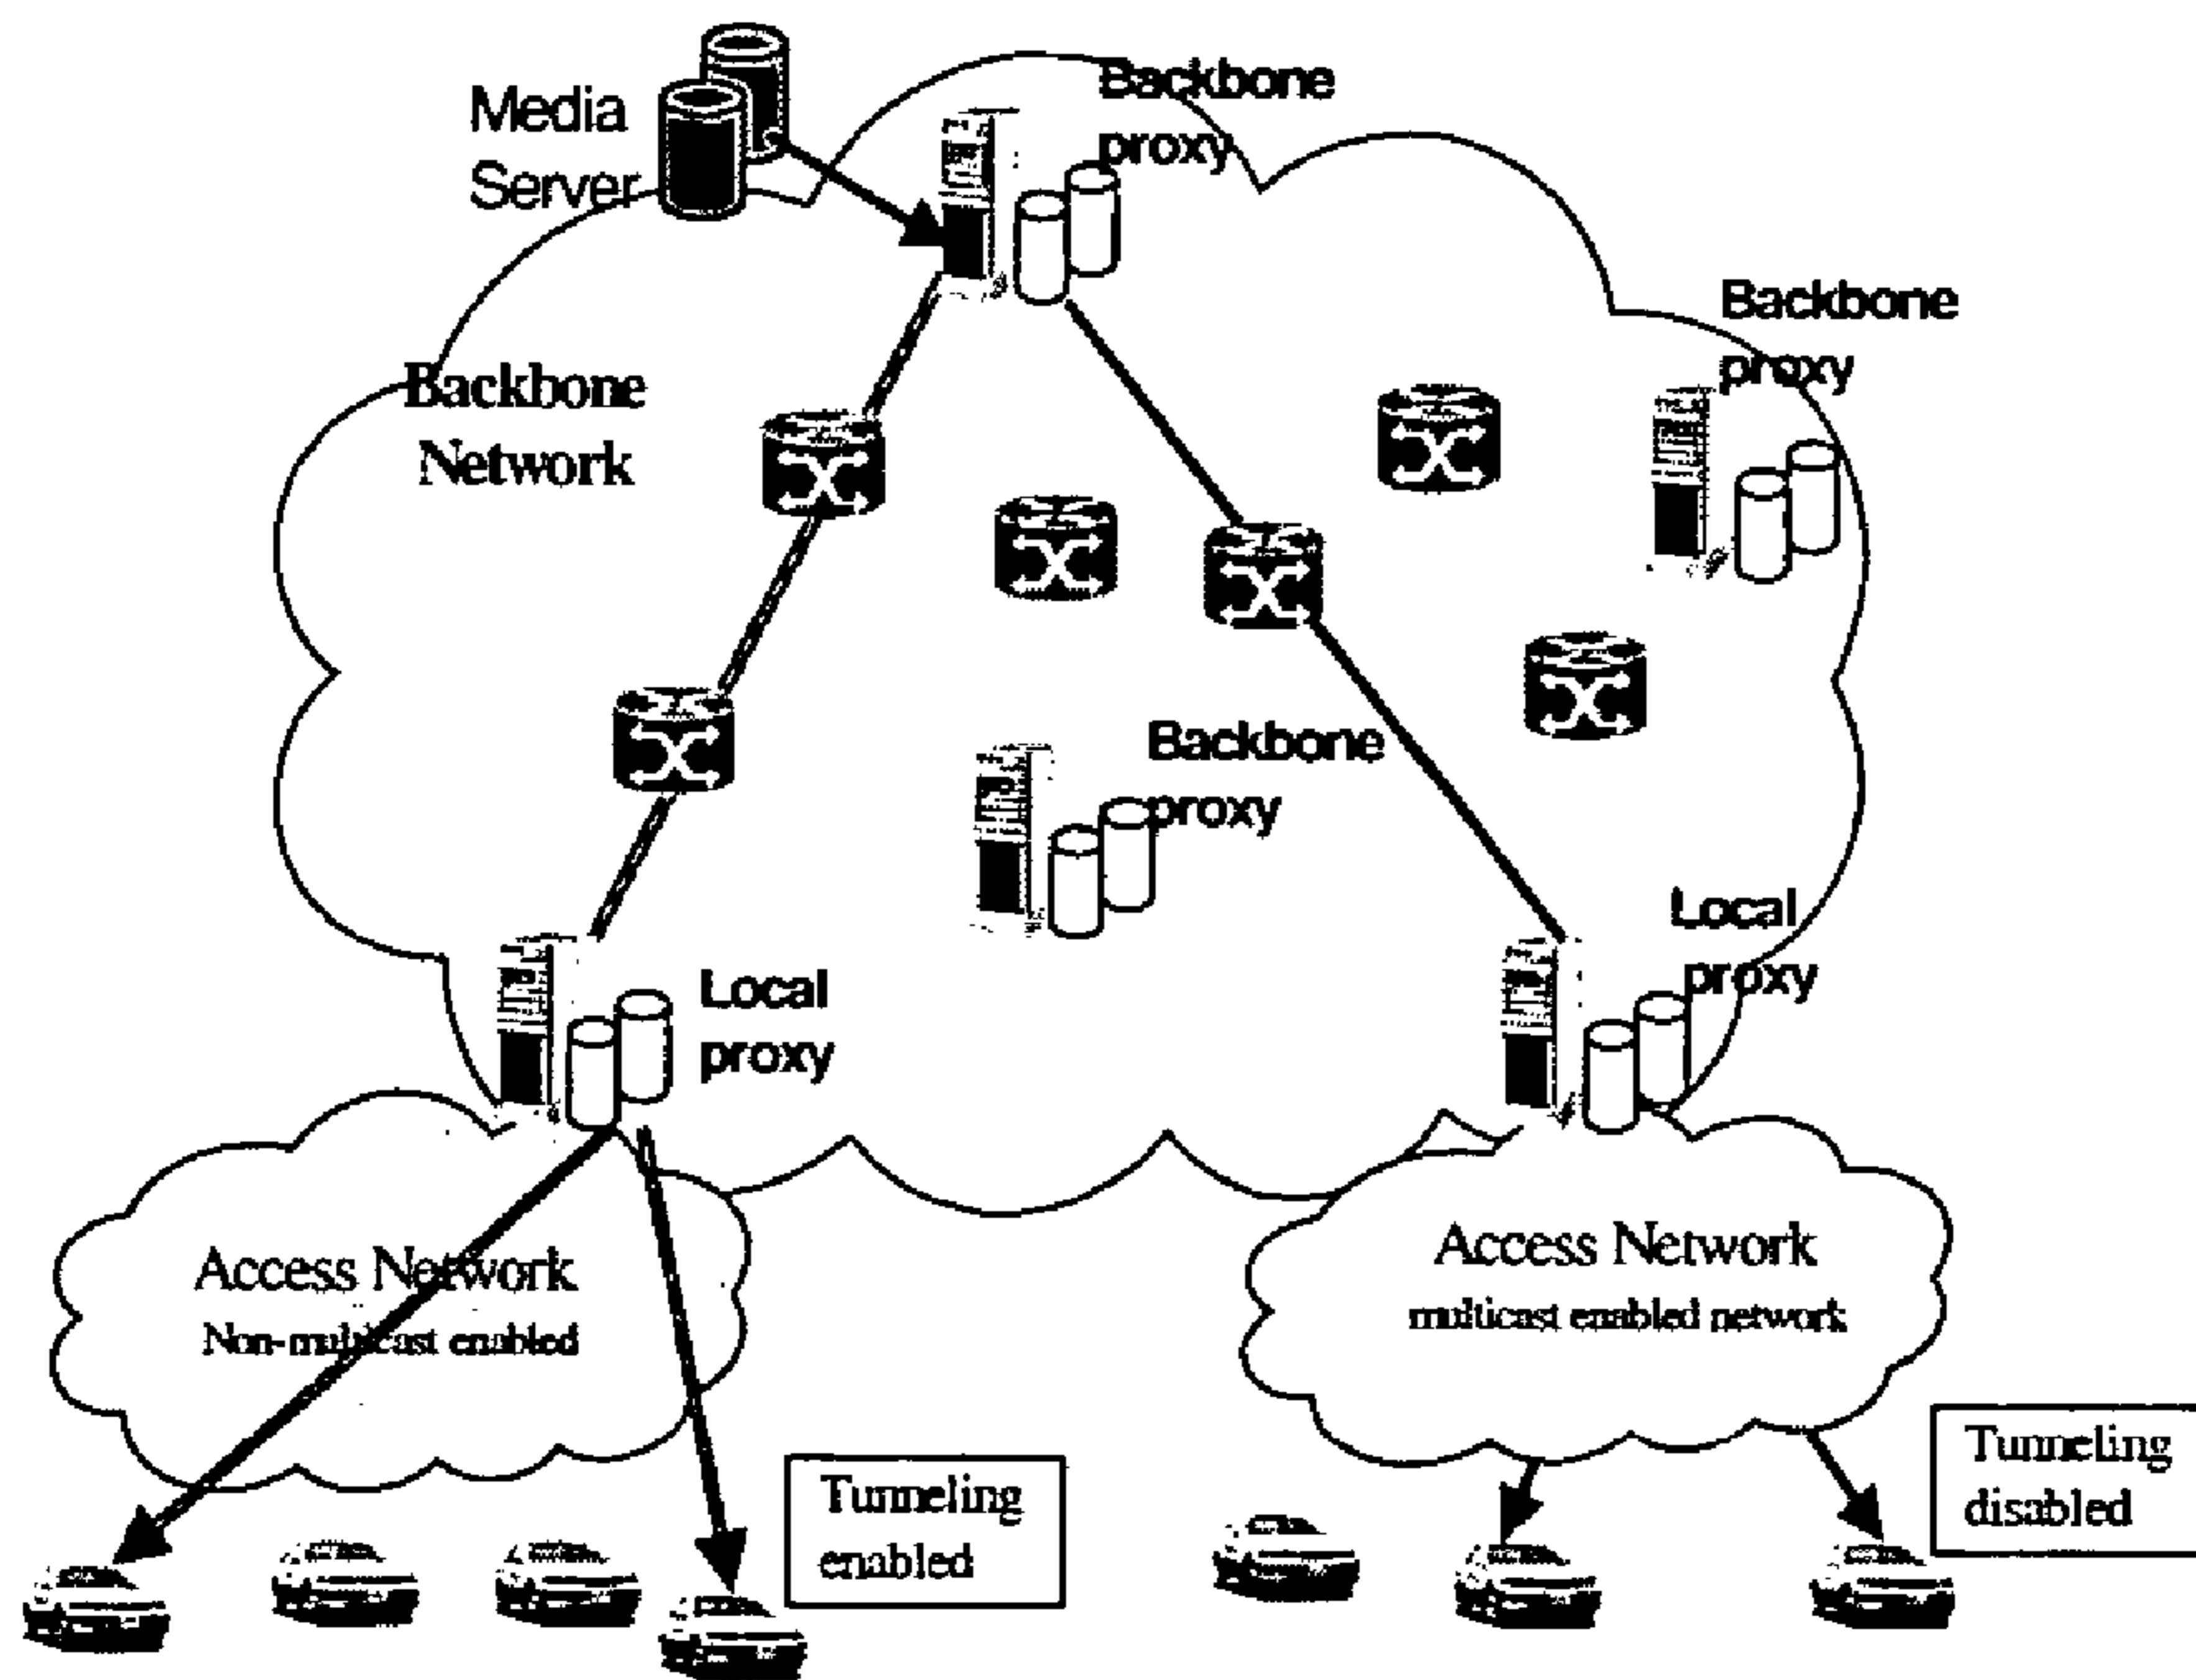 Media
Server
Backbone
proxy
Backbone
proxy
Backbone
Network
Backbone
proxy
Local
proxy
Local
proxy
Access Network
Non-multicast enabled
Access Network
multicast enabled network
Tunneling
enabled
Tunneling
disabled